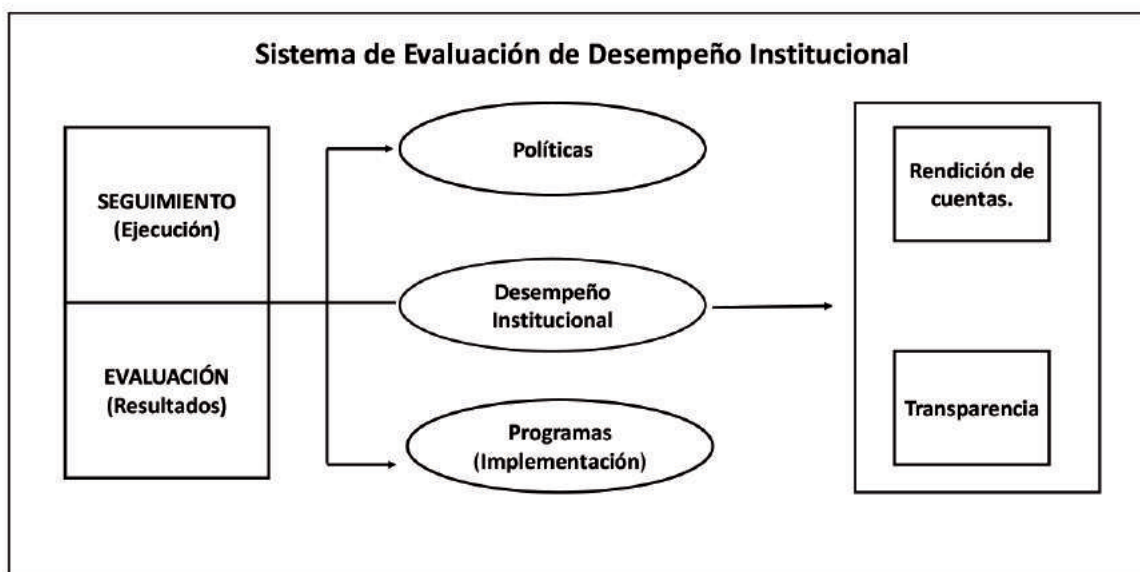 Sistema de Evaluación de Desempeño Institucional
SEGUIMIENTO
(Ejecución)
EVALUACIÓN
(Resultados)
Políticas
Desempeño
Institucional
Programas
(Implementación)
Rendición de
cuentas.
Transparencia